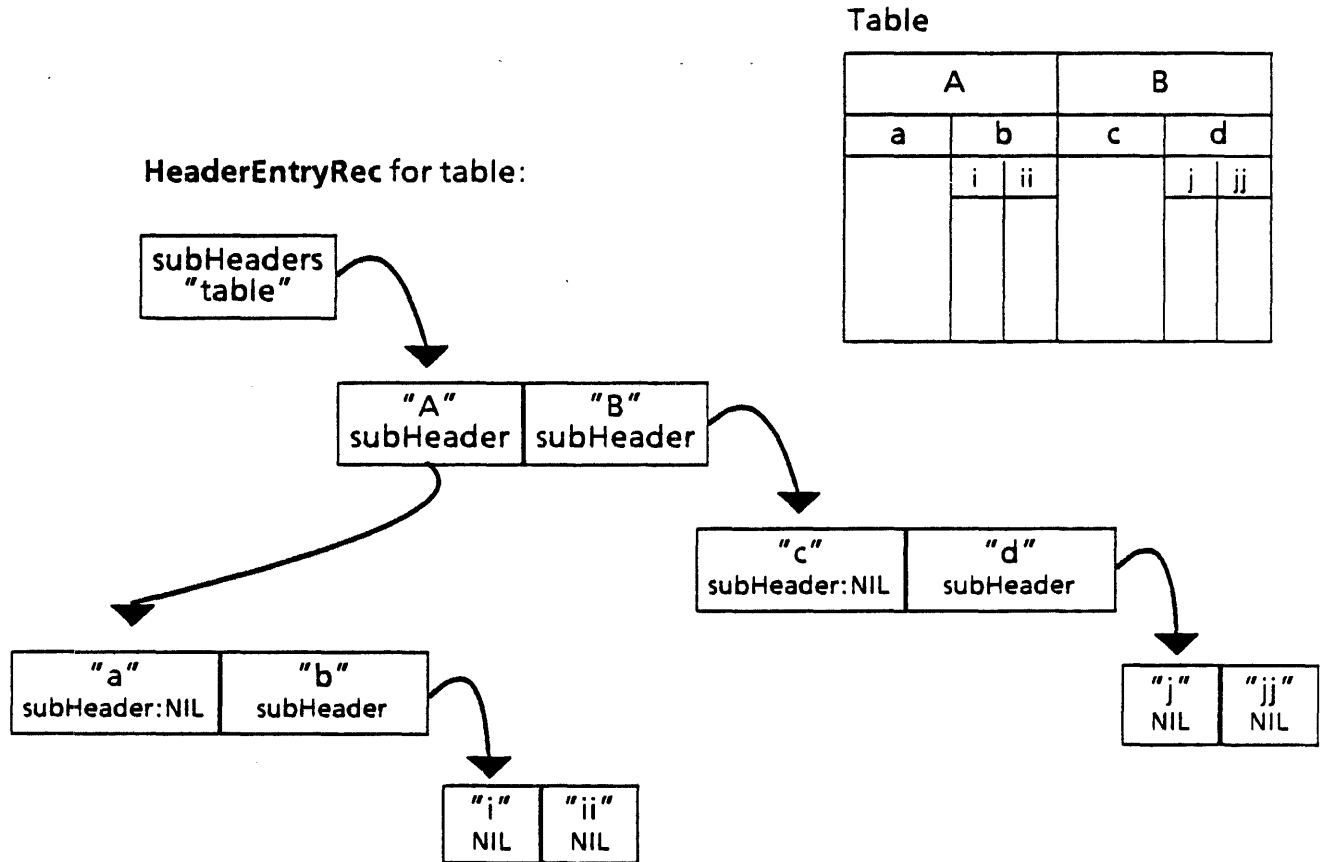 Table
A B
a b c d
i ii j jj
HeaderEntryRec for table:
subHeaders
"table"
"A" "B"
subHeader subHeader
"c" "d"
subHeader:NIL subHeader
"a" "b"
subHeader:NIL subHeader
"j" "jj"
NIL NIL
"i" "ii"
NIL NIL